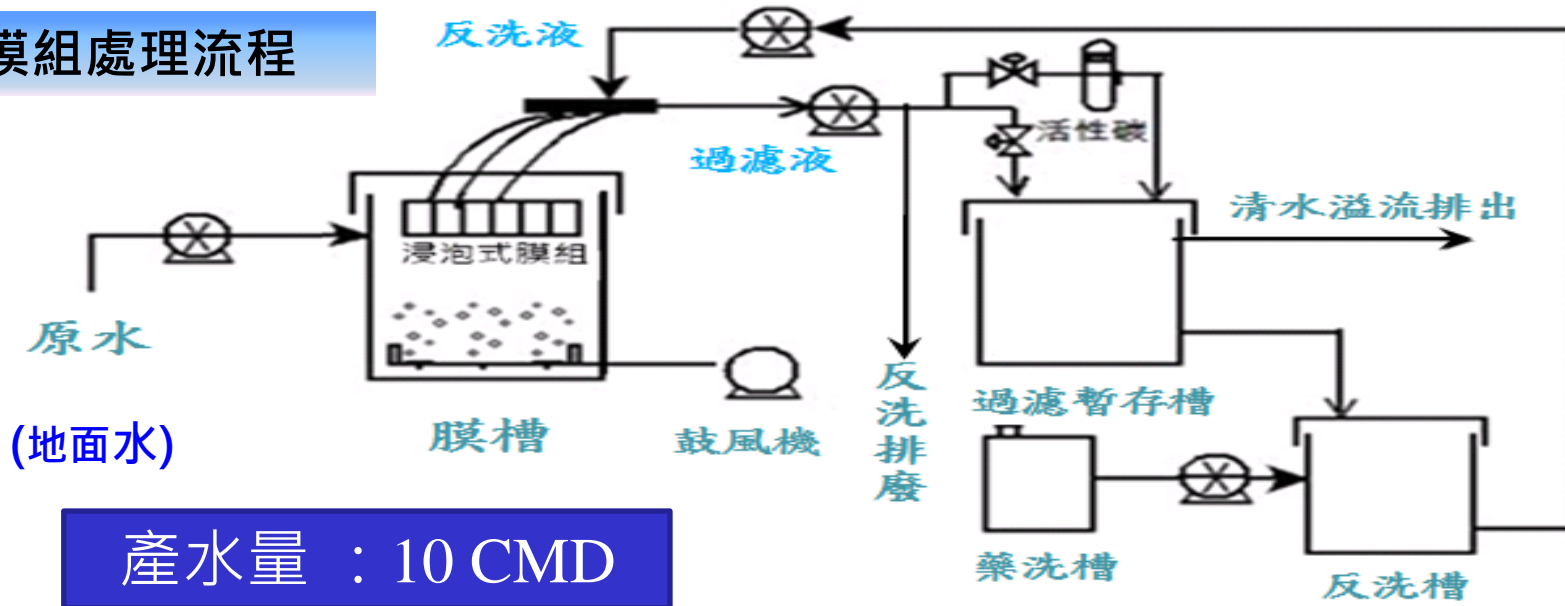 膜組處理流程
反洗液
過濾液
活性碳
清水溢流排出
浸泡式膜組
原水
(地面水)
膜槽
鼓風機
反洗排廢
過濾暫存槽
藥洗槽
反洗槽
產水量 ：10 CMD